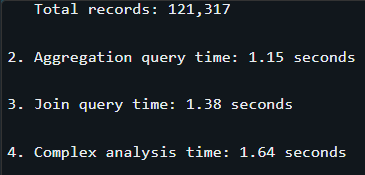 Total records: 121,317
2. Aggregation query time: 1.15 seconds
3. Join query time: 1.38 seconds
4. Complex analysis time: 1.64 seconds